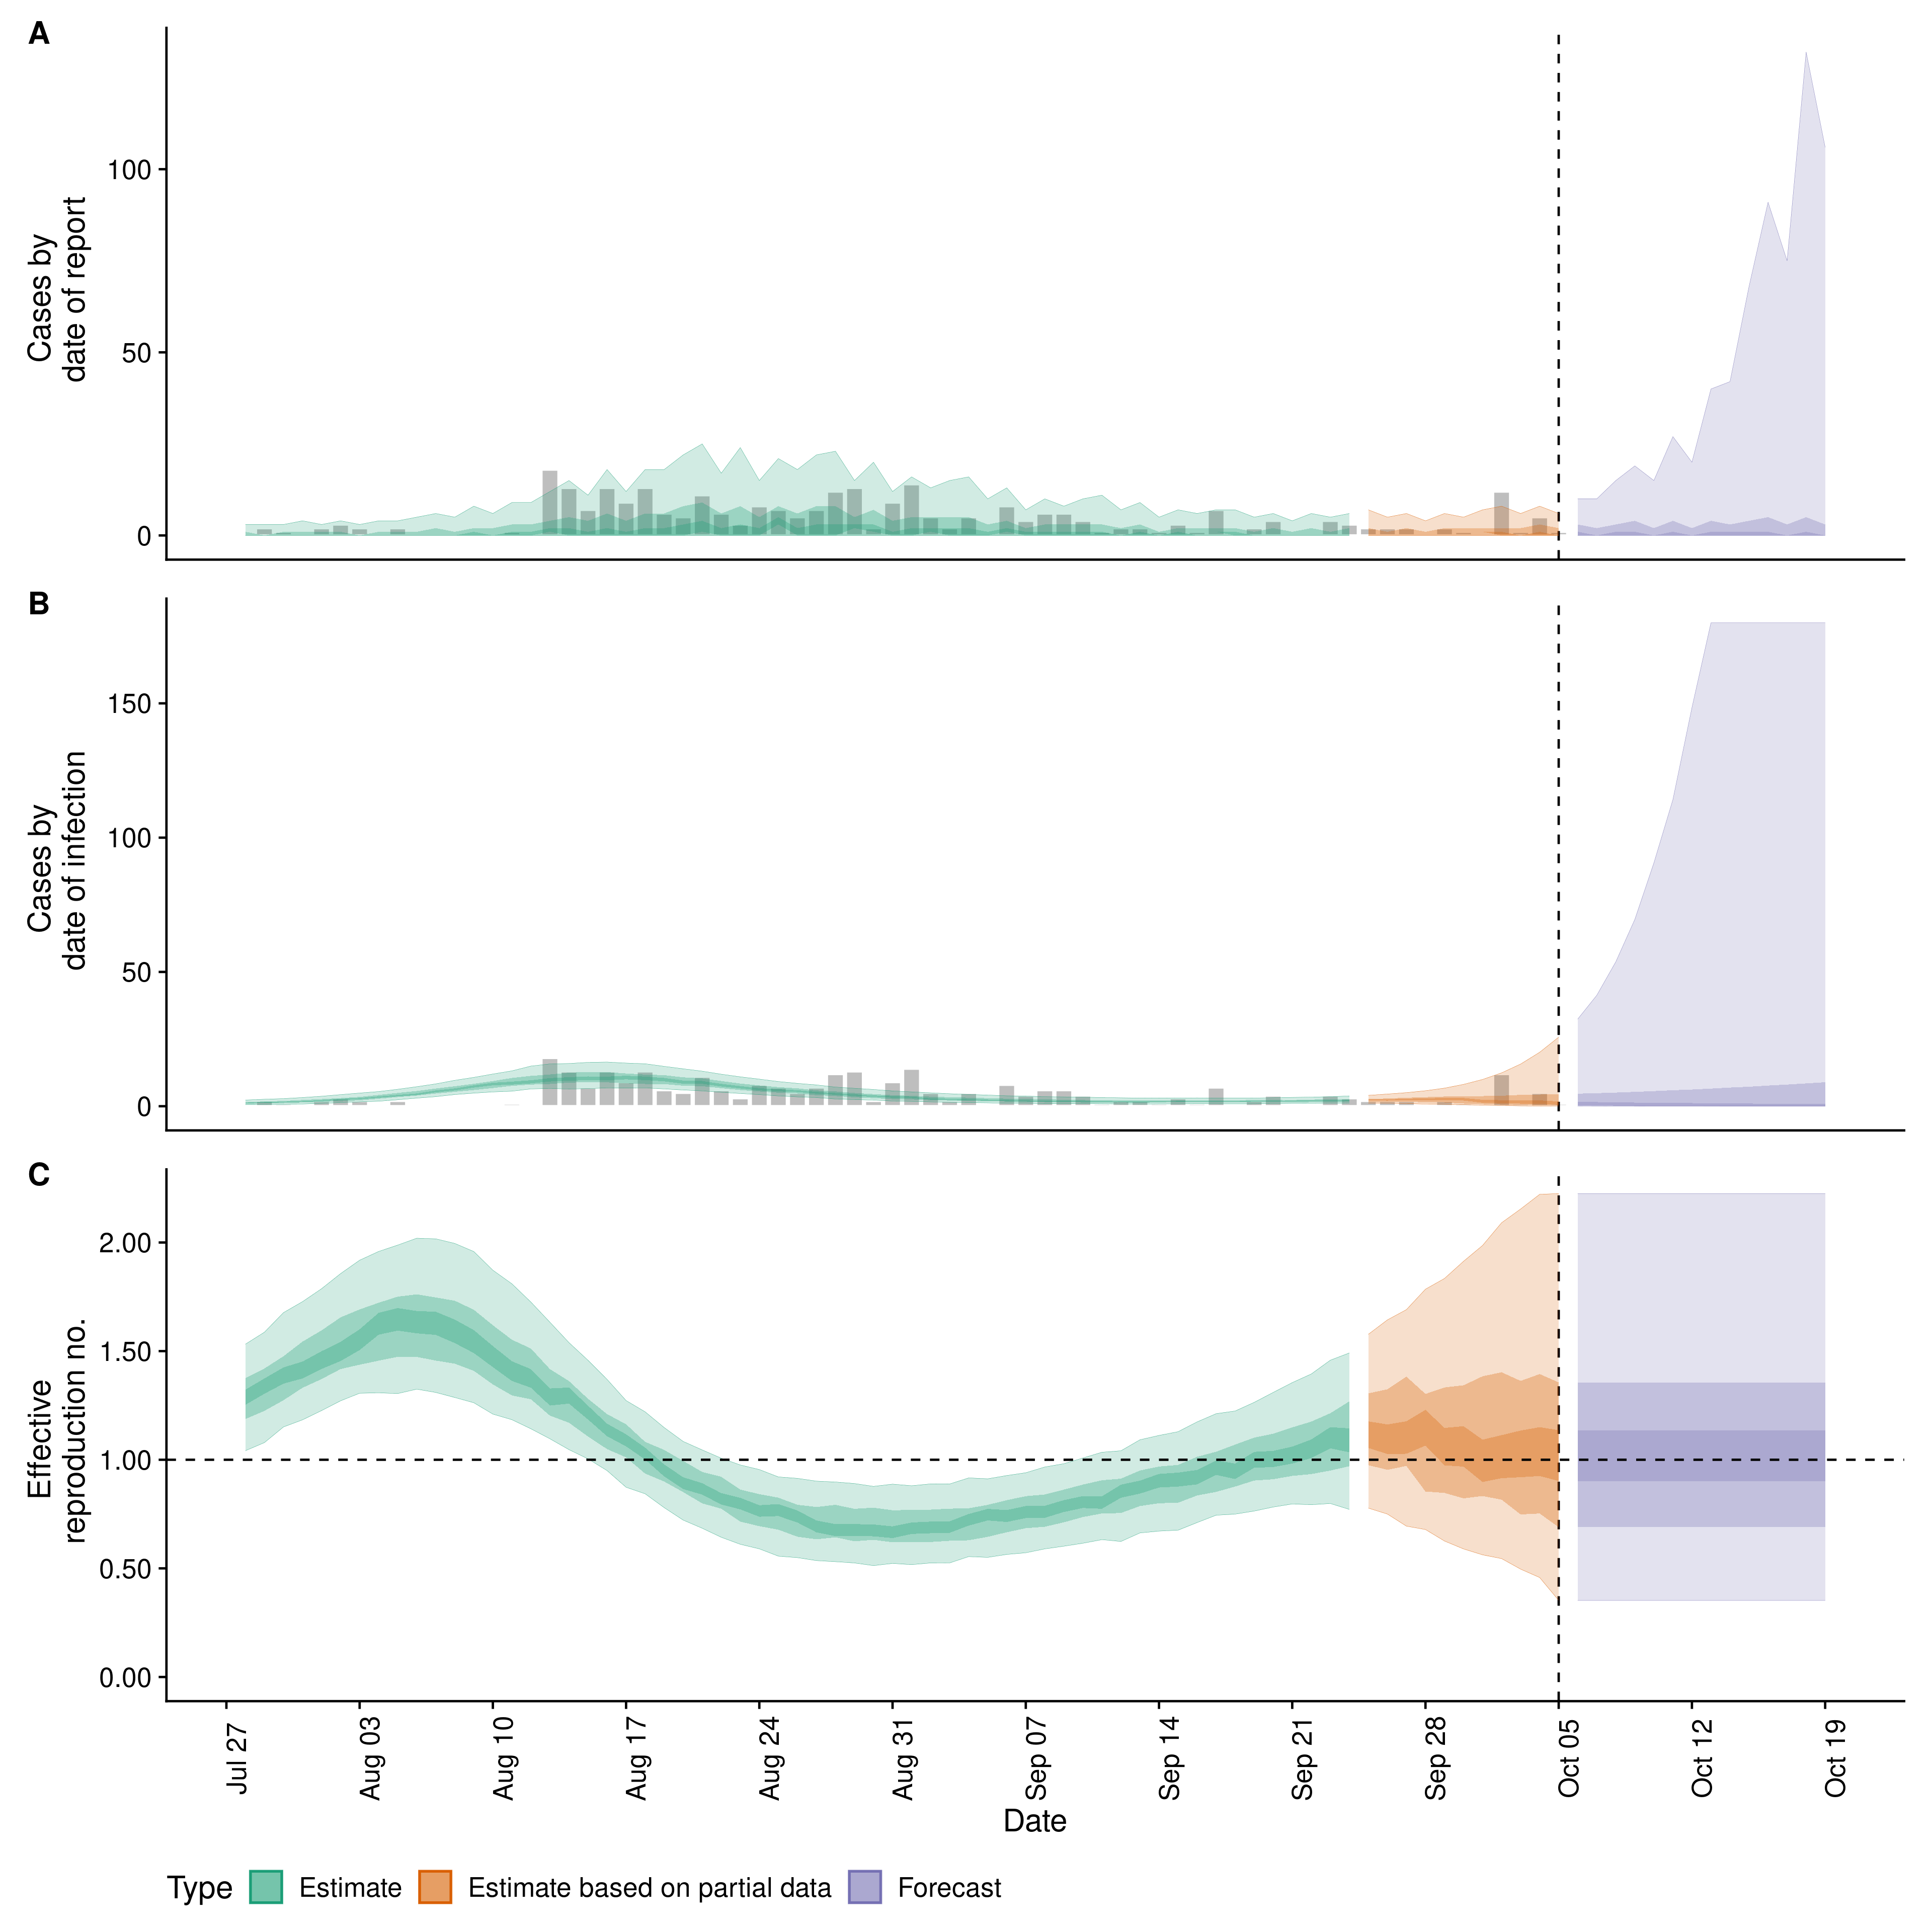 A
Cases by
date of report
100
50
0
B
Cases by
date of infection
150
100
50
0
C
Effective
reproduction no.
2.00
1.50
1.00
0.50
0.00
Jul 27
Aug 03
Aug 10
Aug 17
Aug 24
Aug 31
Sep 07
Sep 14
Sep 21
Sep 28
Oct 05
Oct 12
Oct 19
Date
Type Estimate Estimate based on partial data Forecast